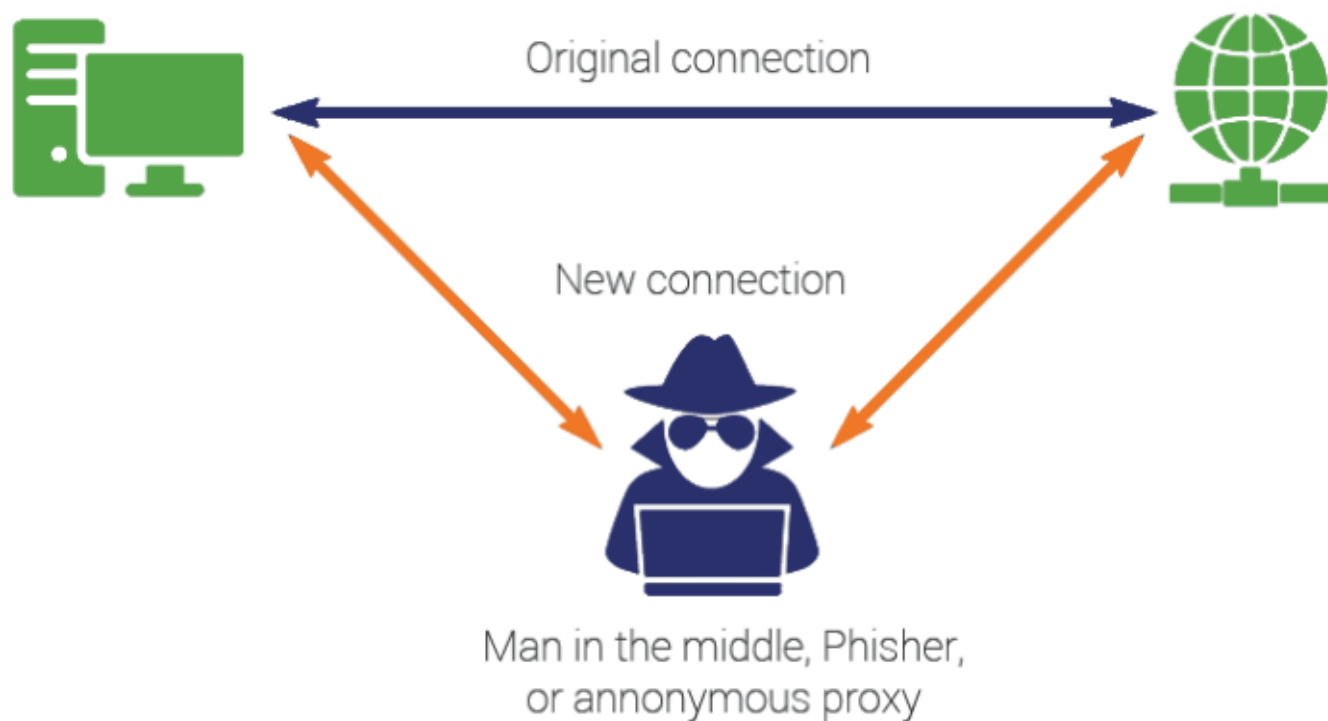 Original connection
New connection
Man in the middle, Phisher,
or annonymous proxy